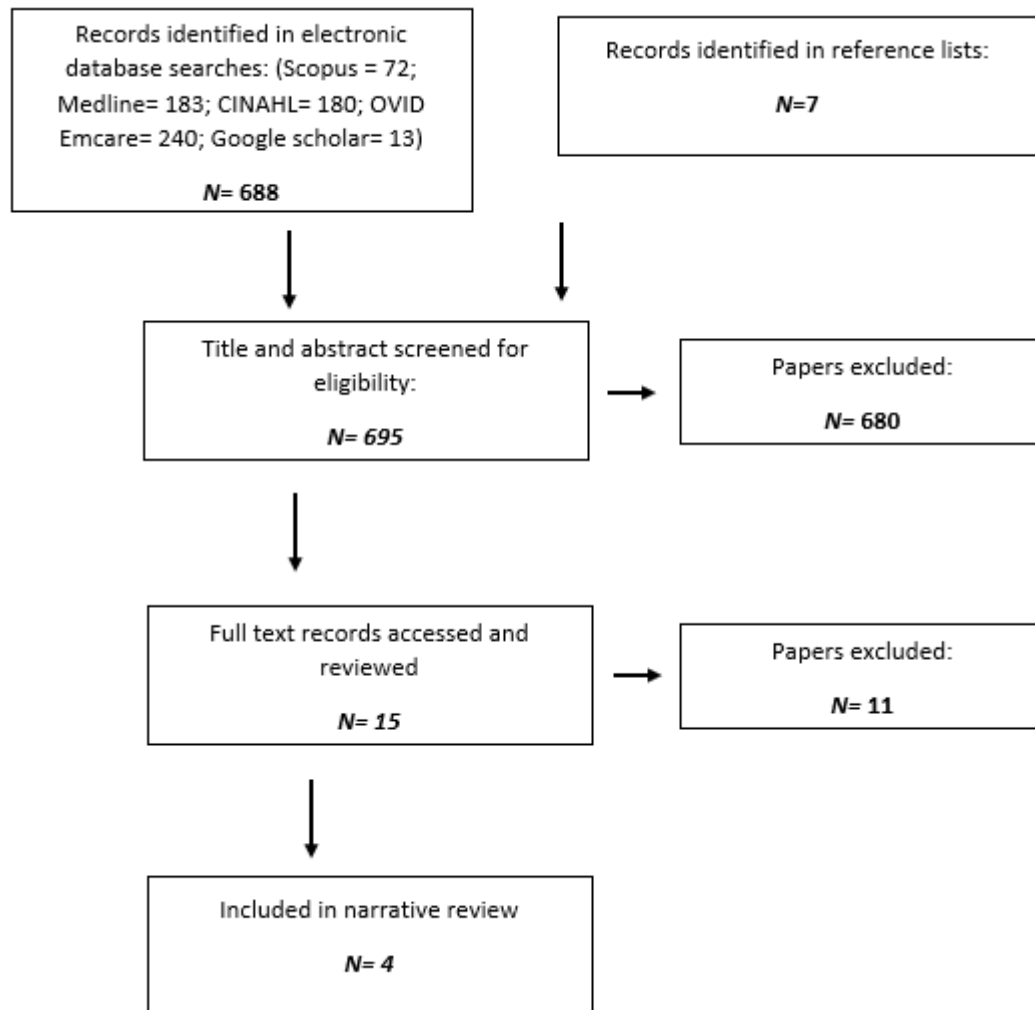 Records identified in electronic
database searches: (Scopus = 72;
Medline= 183; CINAHL= 180; OVID
Emcare= 240; Google scholar= 13)
N= 688
Records identified in reference lists:
N=7
Title and abstract screened for
eligibility:
N= 695
Papers excluded:
N= 680
Full text records accessed and
reviewed
N= 15
Papers excluded:
N= 11
Included in narrative review
N= 4